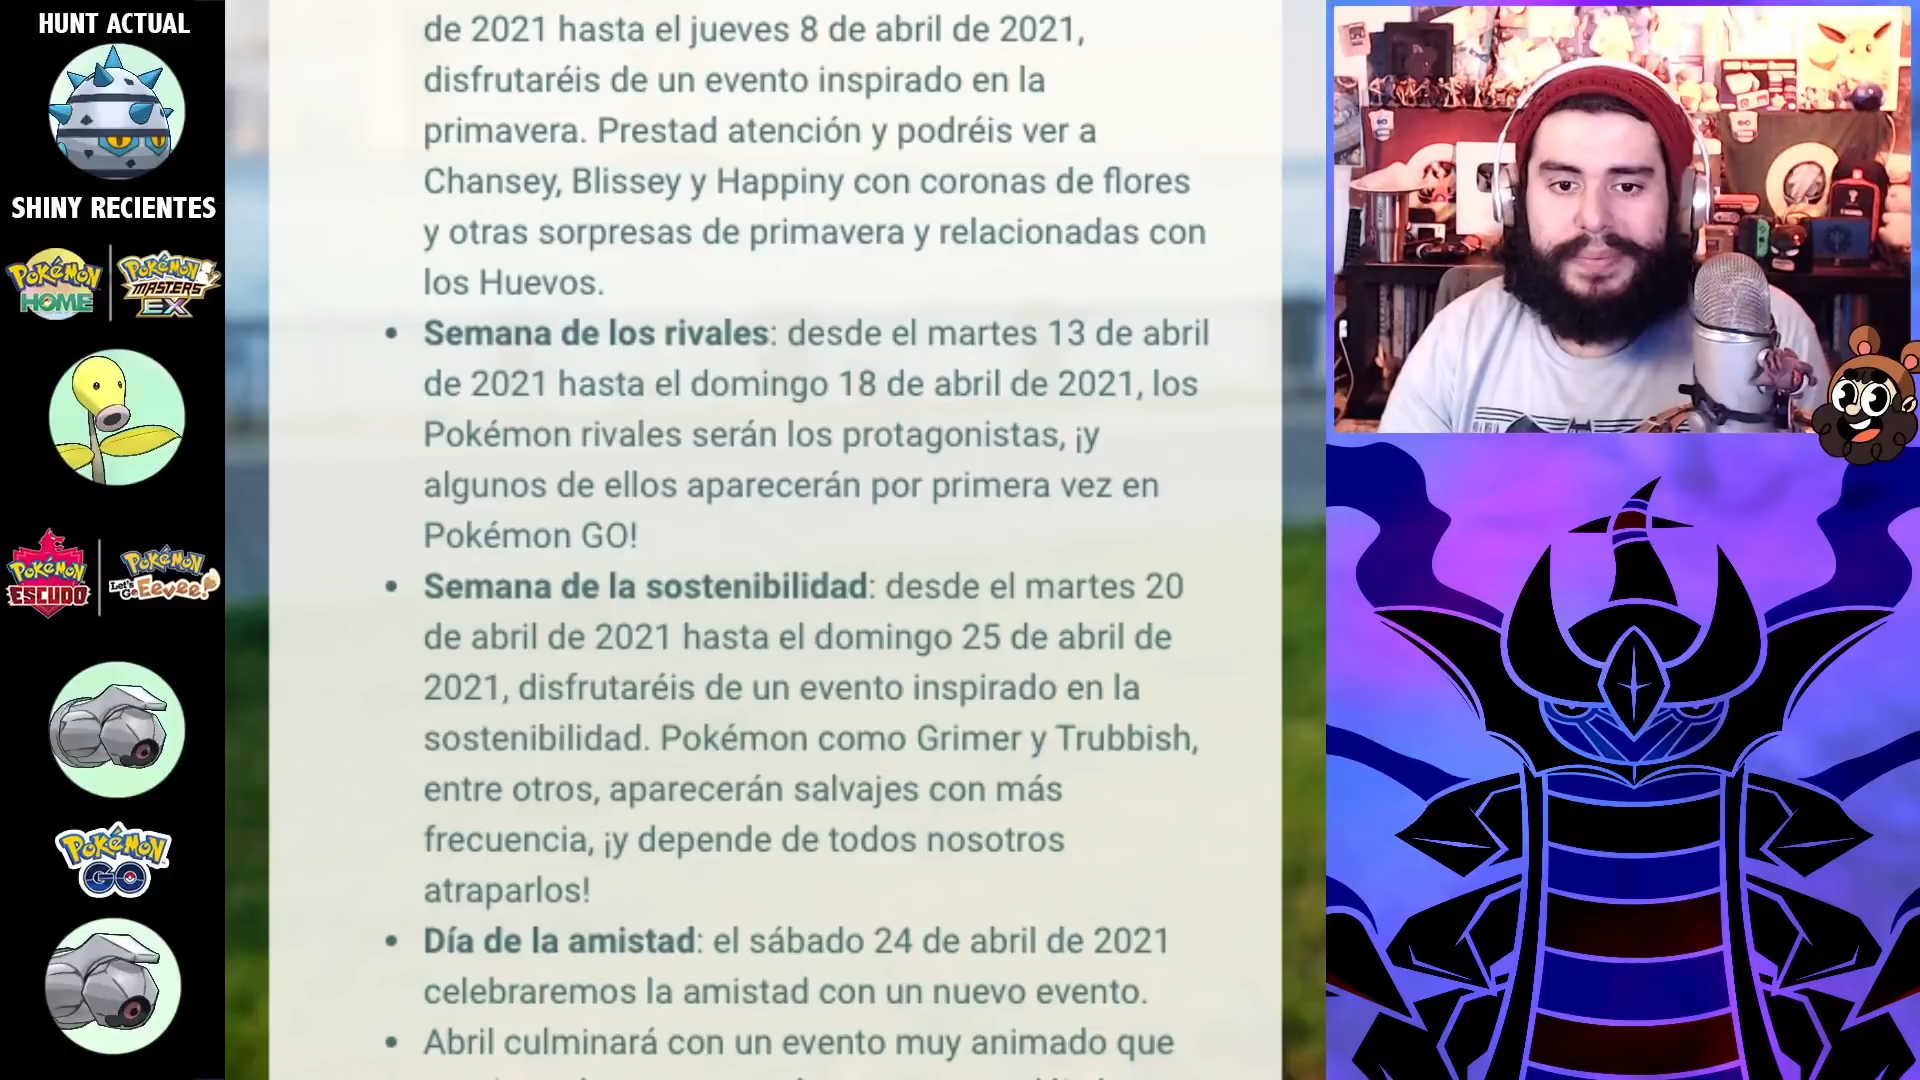 HUNT ACTUAL
SHINY RECIENTES
POKéMON
HOME
POKéMON
MASTERS
EX
POKéMON
ESCUDO
POKéMON
Let's Go Eevee!
POKéMON
GO
de 2021 hasta el jueves 8 de abril de 2021,
disfrutaréis de un evento inspirado en la
primavera. Prestad atención y podréis ver a
Chansey, Blissey y Happiny con coronas de flores
y otras sorpresas de primavera y relacionadas con
los Huevos.
• Semana de los rivales: desde el martes 13 de abril
de 2021 hasta el domingo 18 de abril de 2021, los
Pokémon rivales serán los protagonistas, ¡y
algunos de ellos aparecerán por primera vez en
Pokémon GO!
• Semana de la sostenibilidad: desde el martes 20
de abril de 2021 hasta el domingo 25 de abril de
2021, disfrutaréis de un evento inspirado en la
sostenibilidad. Pokémon como Grimer y Trubbish,
entre otros, aparecerán salvajes con más
frecuencia, ¡y depende de todos nosotros
atraparlos!
• Día de la amistad: el sábado 24 de abril de 2021
celebraremos la amistad con un nuevo evento.
• Abril culminará con un evento muy animado que